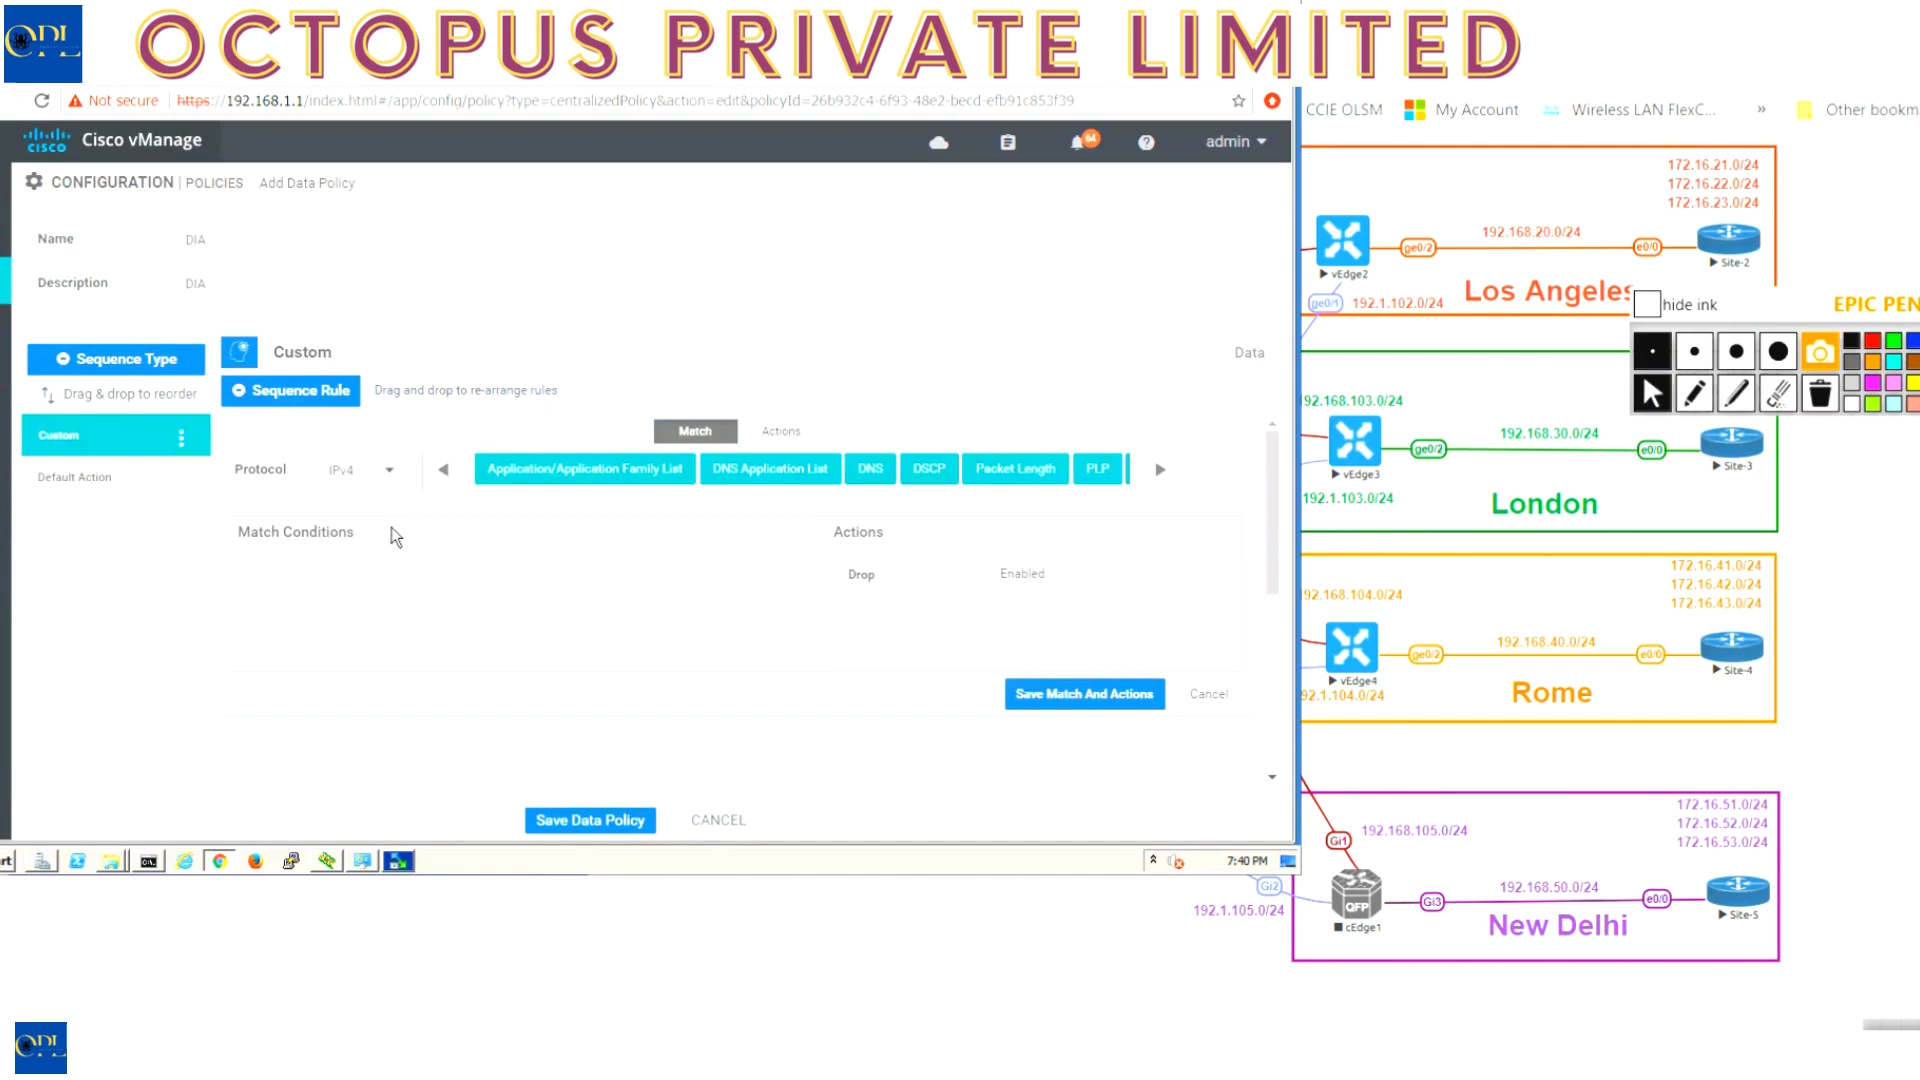 OPL OCTOPUS PRIVATE LIMITED
Not secure https://192.168.1.1/index.html#/app/config/policy?type=centralizedPolicy&action=edit&policyId=26b932c4-6f93-48e2-becd-efb91c853f39
CCIE OLSM My Account Wireless LAN FlexC... » Other bookm
cisco Cisco vManage 64 admin
CONFIGURATION | POLICIES Add Data Policy
Name DIA
Description DIA
Sequence Type
Drag & drop to reorder
Custom
Default Action
Custom Data
Sequence Rule Drag and drop to re-arrange rules
Match Actions
Protocol IPv4
Application/Application Family List DNS Application List DNS DSCP Packet Length PLP
Match Conditions Actions
Drop Enabled
Save Match And Actions Cancel
Save Data Policy CANCEL
rt 7:40 PM
172.16.21.0/24
172.16.22.0/24
172.16.23.0/24
192.168.20.0/24
ge0/2 e0/0
vEdge2 Site-2
ge0/1 192.1.102.0/24 Los Angeles
hide ink EPIC PEN
92.168.103.0/24
192.168.30.0/24
ge0/2 e0/0
vEdge3 Site-3
192.1.103.0/24 London
172.16.41.0/24
172.16.42.0/24
172.16.43.0/24
92.168.104.0/24
192.168.40.0/24
ge0/2 e0/0
vEdge4 Site-4
92.1.104.0/24 Rome
172.16.51.0/24
172.16.52.0/24
172.16.53.0/24
Gi1 192.168.105.0/24
Gi2 192.168.50.0/24
192.1.105.0/24 QFP Gi3 e0/0
cEdge1 Site-5
New Delhi
OPL